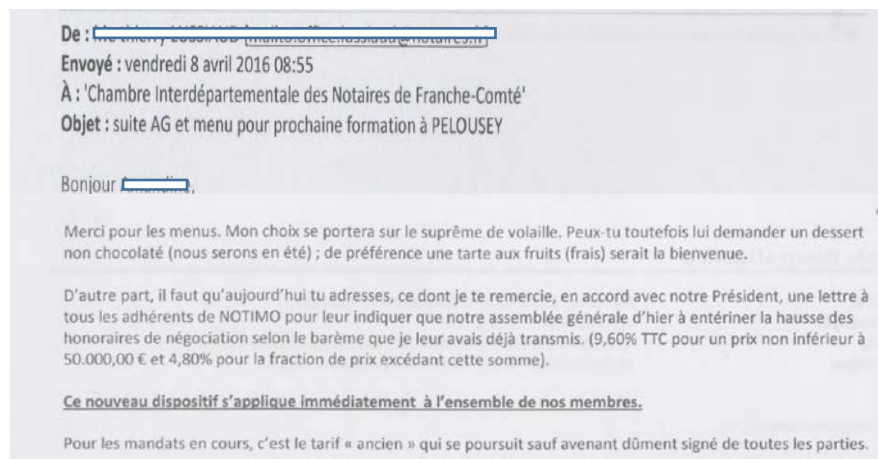 De :
Envoyé : vendredi 8 avril 2016 08:55
À : 'Chambre Interdépartementale des Notaires de Franche-Comté'
Objet : suite AG et menu pour prochaine formation à PELOUSEY
Bonjour
Merci pour les menus. Mon choix se portera sur le suprême de volaille. Peux-tu toutefois lui demander un dessert
non chocolaté (nous serons en été) ; de préférence une tarte aux fruits (frais) serait la bienvenue.
D'autre part, il faut qu'aujourd'hui tu adresses, ce dont je te remercie, en accord avec notre Président, une lettre à
tous les adhérents de NOTIMO pour leur indiquer que notre assemblée générale d'hier à entériner la hausse des
honoraires de négociation selon le barème que je leur avais déjà transmis. (9,60% TTC pour un prix non inférieur à
50.000,00 € et 4,80% pour la fraction de prix excédant cette somme).
Ce nouveau dispositif s'applique immédiatement à l'ensemble de nos membres.
Pour les mandats en cours, c'est le tarif « ancien » qui se poursuit sauf avenant dûment signé de toutes les parties.